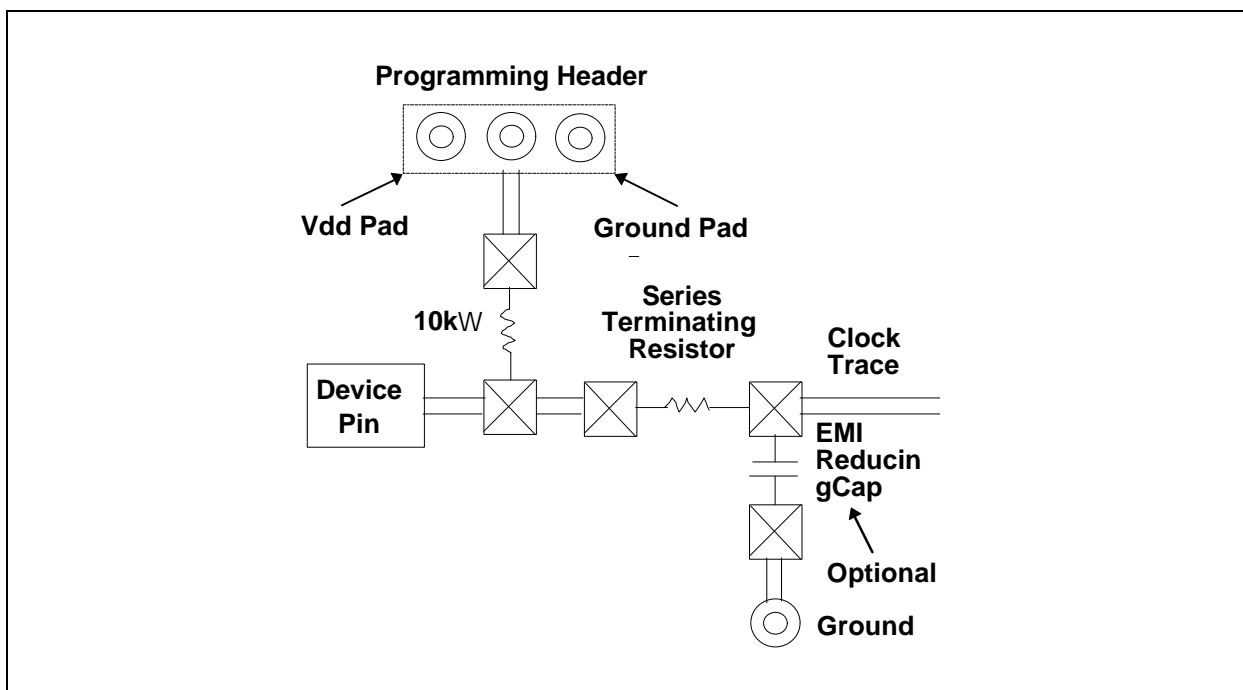 Programming Header
Vdd Pad
Ground Pad
10kW
Series
Terminating
Resistor
Clock
Trace
Device
Pin
EMI
Reducin
gCap
Optional
Ground